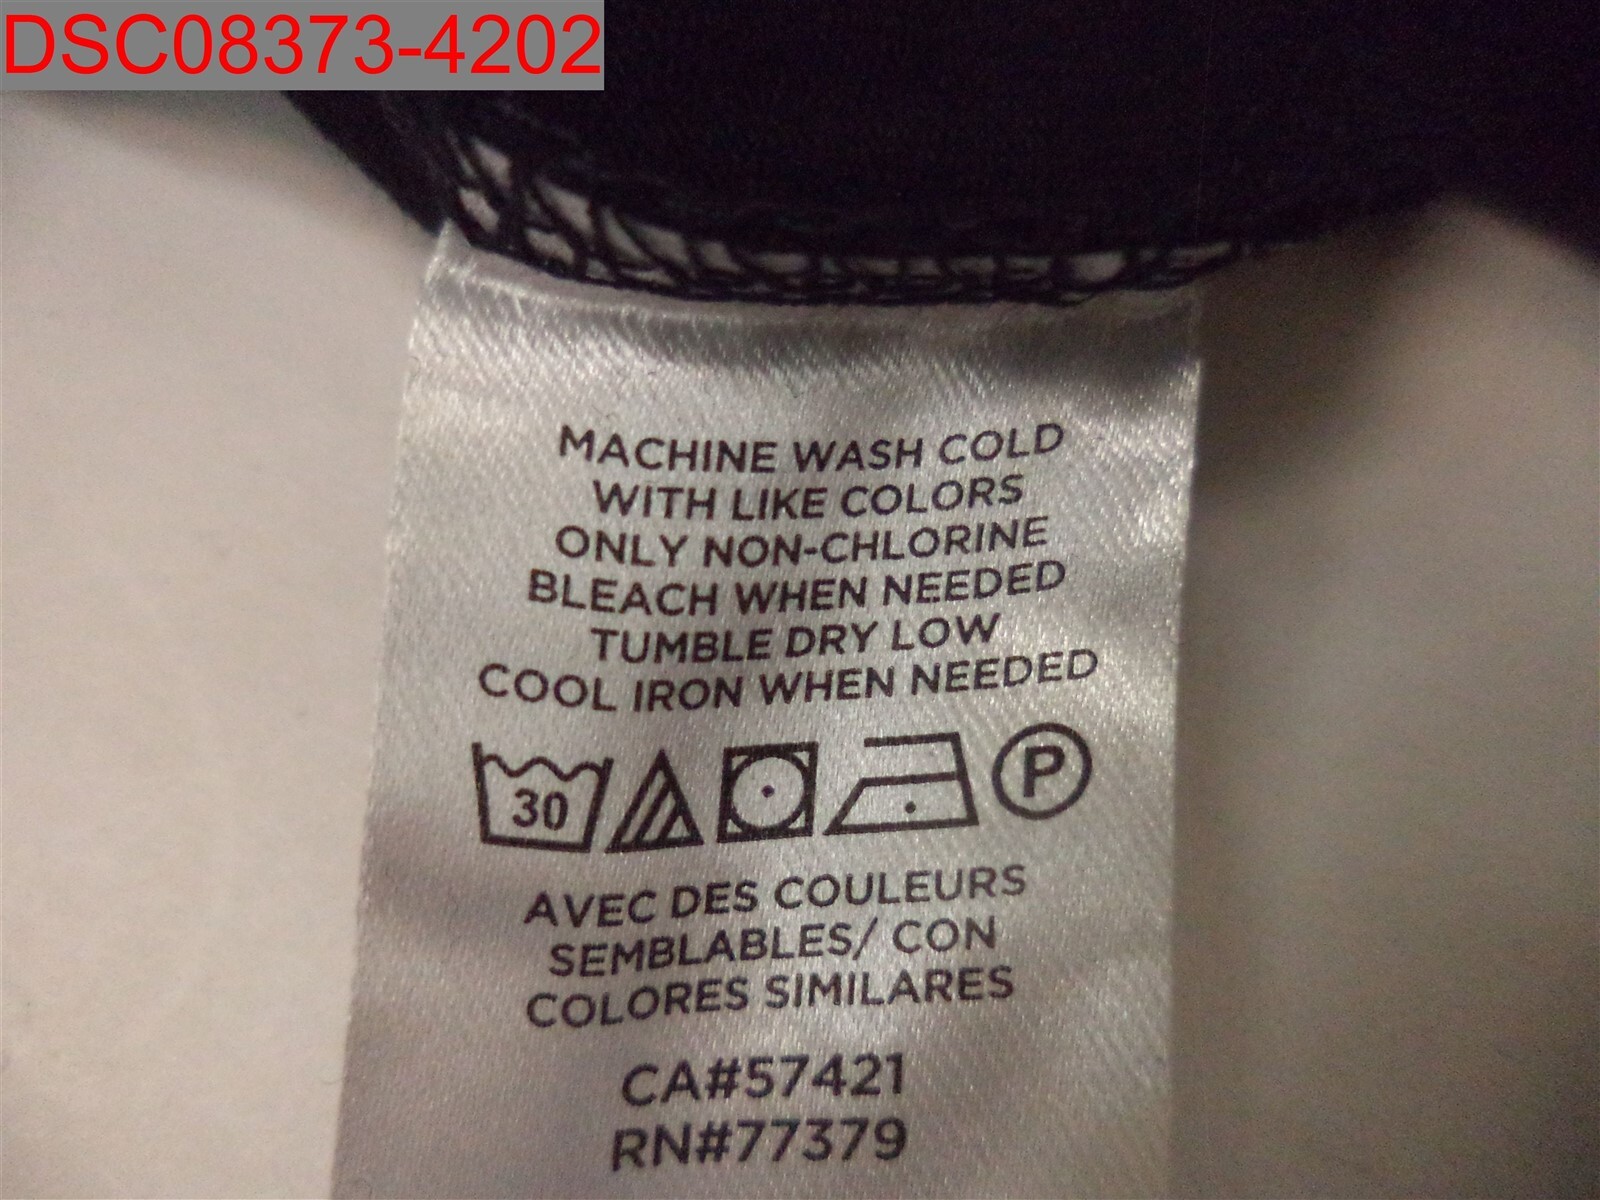 DSC08373-4202
MACHINE WASH COLD
WITH LIKE COLORS
ONLY NON-CHLORINE
BLEACH WHEN NEEDED
TUMBLE DRY LOW
COOL IRON WHEN NEEDED
30 P
AVEC DES COULEURS
SEMBLABLES/ CON
COLORES SIMILARES
CA#57421
RN#77379